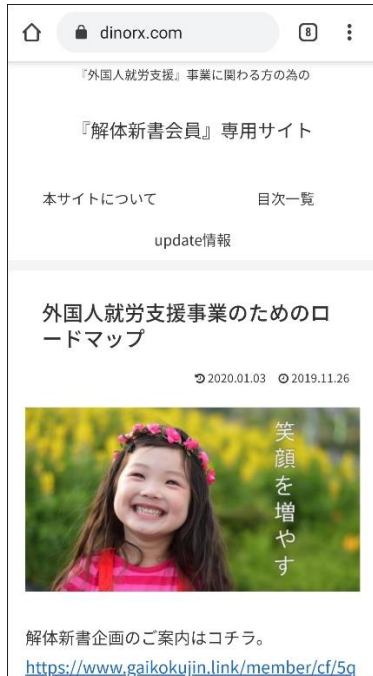 dinorx.com
8
『外国人就労支援』事業に関わる方の為の
『解体新書会員』専用サイト
本サイトについて
目次一覧
update情報
外国人就労支援事業のためのロ
ードマップ
2020.01.03 2019.11.26
笑顔を増やす
解体新書企画のご案内はコチラ。
https://www.gaikokujin.link/member/cf/5q